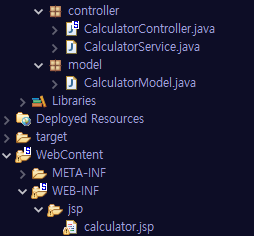 controller
CalculatorController.java
CalculatorService.java
model
CalculatorModel.java
Libraries
Deployed Resources
target
WebContent
META-INF
WEB-INF
jsp
calculator.jsp